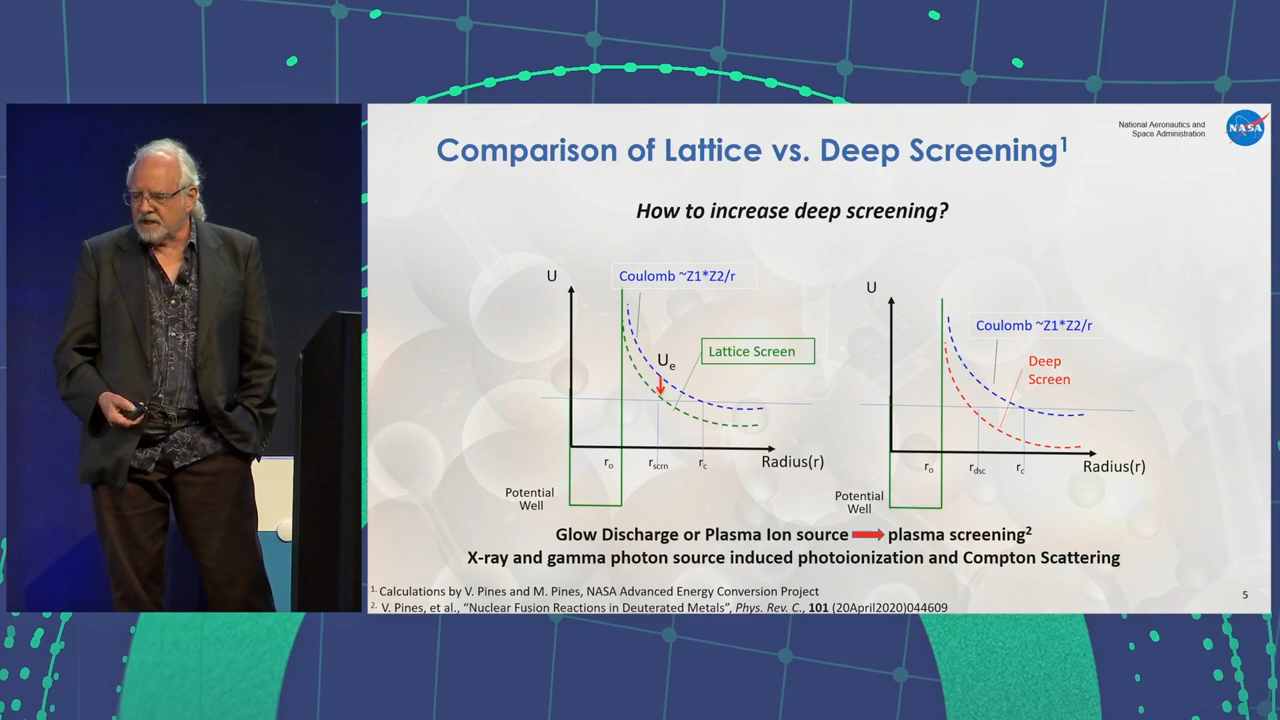 National Aeronautics and
Space Administration
NASA
Comparison of Lattice vs. Deep Screening¹
How to increase deep screening?
U
Coulomb ~Z1*Z2/r
Lattice Screen
Uₑ
rₒ
rscrn
rc
Radius(r)
Potential
Well
U
Coulomb ~Z1*Z2/r
Deep
Screen
rₒ
rdsc
rc
Radius(r)
Potential
Well
Glow Discharge or Plasma Ion source plasma screening²
X-ray and gamma photon source induced photoionization and Compton Scattering
1. Calculations by V. Pines and M. Pines, NASA Advanced Energy Conversion Project
2. V. Pines, et al., “Nuclear Fusion Reactions in Deuterated Metals”, Phys. Rev. C., 101 (20April2020)044609
5